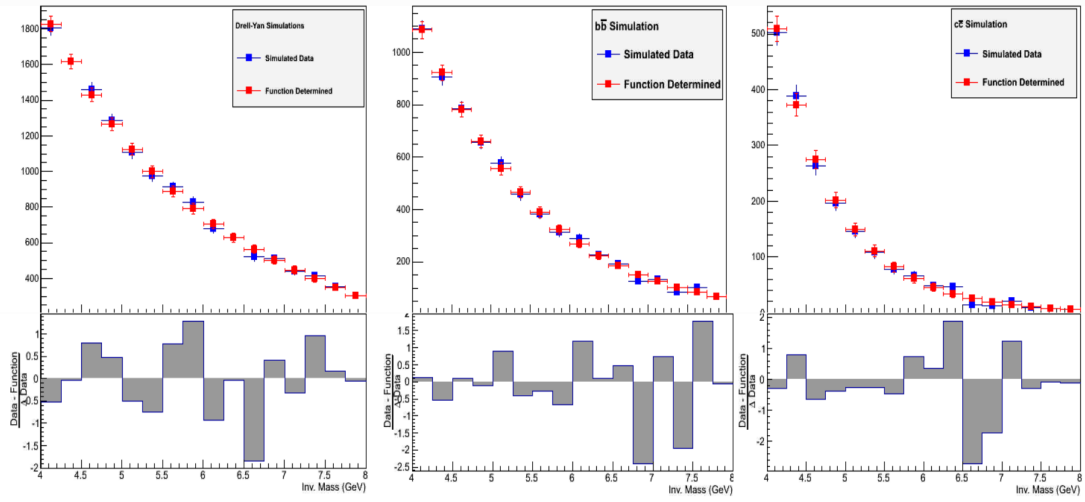 Drell-Yan Simulations
Simulated Data
Function Determined
1800
1600
1400
1200
1000
800
600
400
1
0.5
0
-0.5
-1
-1.5
-2
Data - Function
Δ Data
4 4.5 5 5.5 6 6.5 7 7.5 8
Inv. Mass (GeV)
bb̅ Simulation
Simulated Data
Function Determined
1000
800
600
400
200
1.5
1
0.5
0
-0.5
-1
-1.5
-2
-2.5
Data - Function
Data
4 4.5 5 5.5 6 6.5 7 7.5 8
Inv. Mass (GeV)
cc̅ Simulation
Simulated Data
Function Determined
500
400
300
200
100
0
2
1
0
-1
-2
Data - Function
Δ Data
4 4.5 5 5.5 6 6.5 7 7.5 8
Inv. Mass (GeV)